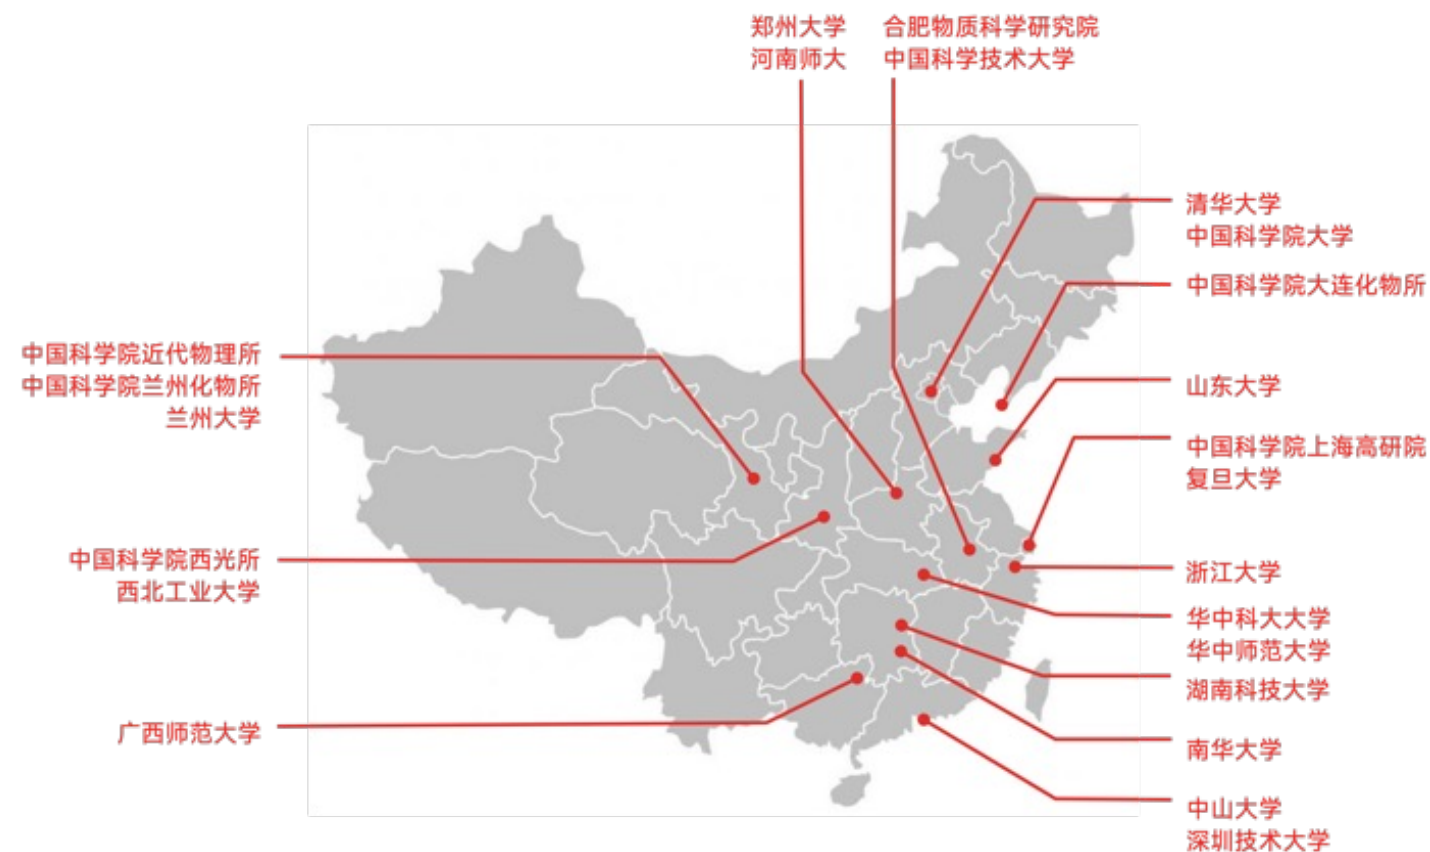 郑州大学
河南师大
合肥物质科学研究院
中国科学技术大学
清华大学
中国科学院大学
中国科学院大连化物所
山东大学
中国科学院上海高研院
复旦大学
浙江大学
华中科大大学
华中师范大学
湖南科技大学
南华大学
中山大学
深圳技术大学
中国科学院近代物理所
中国科学院兰州化物所
兰州大学
中国科学院西光所
西北工业大学
广西师范大学